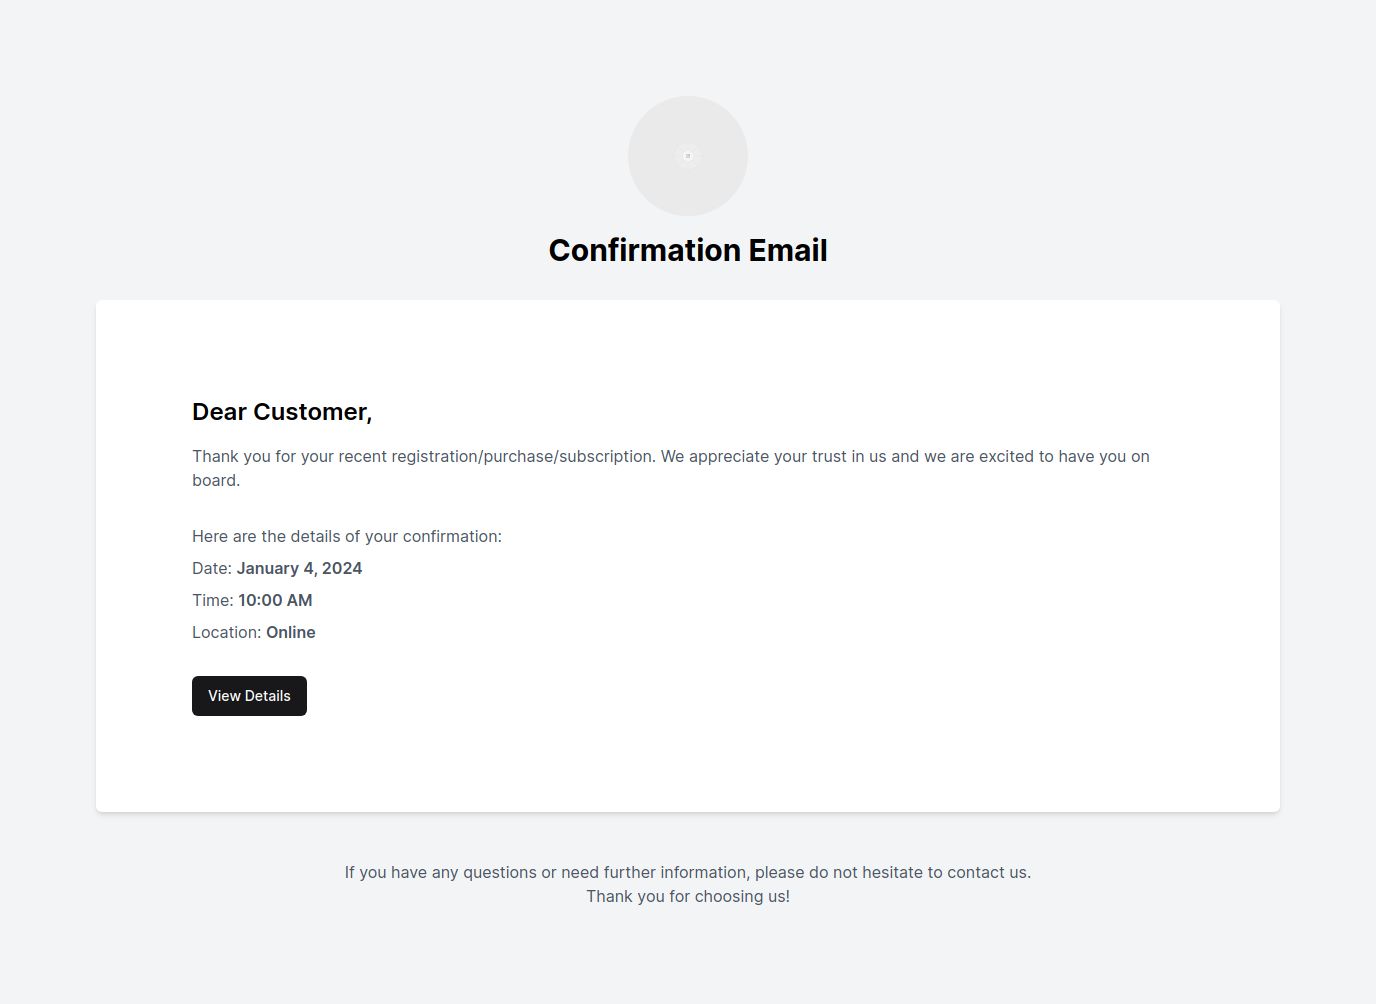 Confirmation Email
Dear Customer,
Thank you for your recent registration/purchase/subscription. We appreciate your trust in us and we are excited to have you on
board.
Here are the details of your confirmation:
Date: January 4, 2024
Time: 10:00 AM
Location: Online
View Details
If you have any questions or need further information, please do not hesitate to contact us.
Thank you for choosing us!